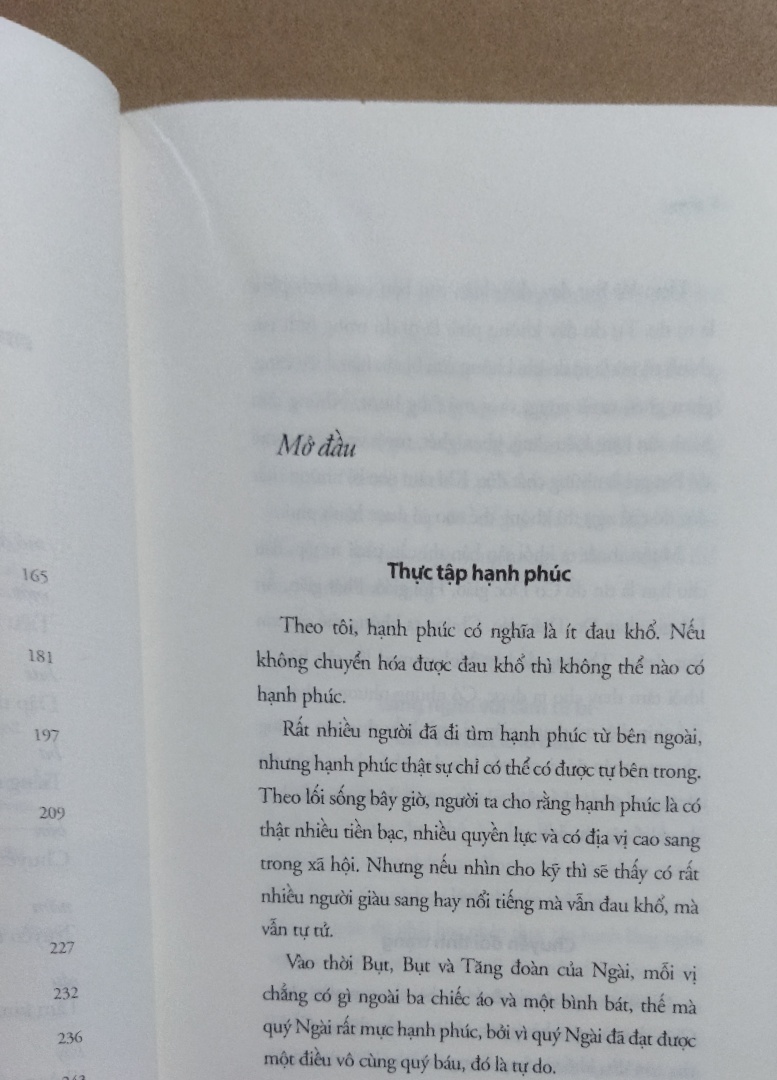 165
181
197
209
227
232
236
Mở đầu
Thực tập hạnh phúc
Theo tôi, hạnh phúc có nghĩa là ít đau khổ. Nếu
không chuyển hóa được đau khổ thì không thể nào có
hạnh phúc.
Rất nhiều người đã đi tìm hạnh phúc từ bên ngoài,
nhưng hạnh phúc thật sự chỉ có thể có được tự bên trong.
Theo lối sống bây giờ, người ta cho rằng hạnh phúc là có
thật nhiều tiền bạc, nhiều quyền lực và có địa vị cao sang
trong xã hội. Nhưng nếu nhìn cho kỹ thì sẽ thấy có rất
nhiều người giàu sang hay nổi tiếng mà vẫn đau khổ, mà
vẫn tự tử.
Vào thời Bụt, Bụt và Tăng đoàn của Ngài, mỗi vị
chẳng có gì ngoài ba chiếc áo và một bình bát, thế mà
quý Ngài rất mực hạnh phúc, bởi vì quý Ngài đã đạt được
một điều vô cùng quý báu, đó là tự do.